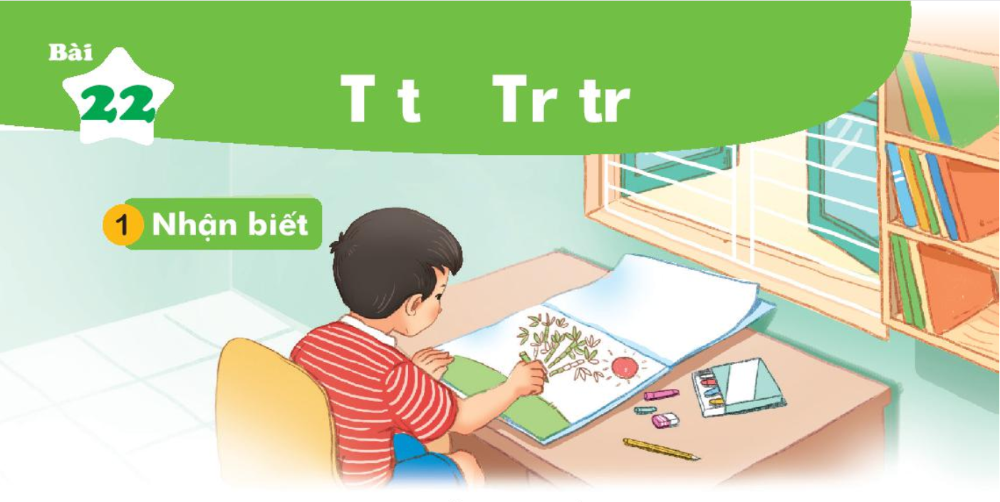 Bài
22
T t Tr tr
1 Nhận biết